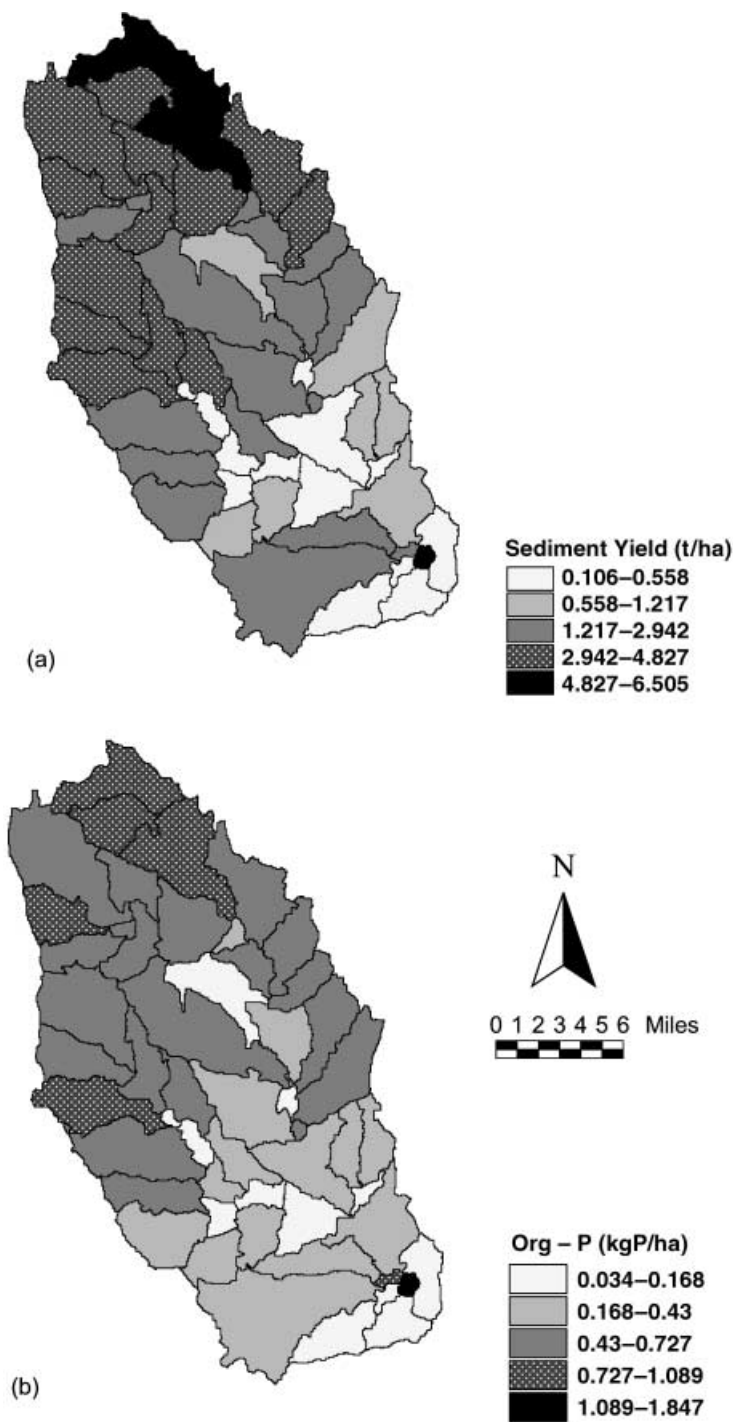 Sediment Yield (t/ha)
0.106–0.558
0.558–1.217
1.217–2.942
2.942–4.827
4.827–6.505
(a)
N
0 1 2 3 4 5 6 Miles
Org – P (kgP/ha)
0.034–0.168
0.168–0.43
0.43–0.727
0.727–1.089
1.089–1.847
(b)